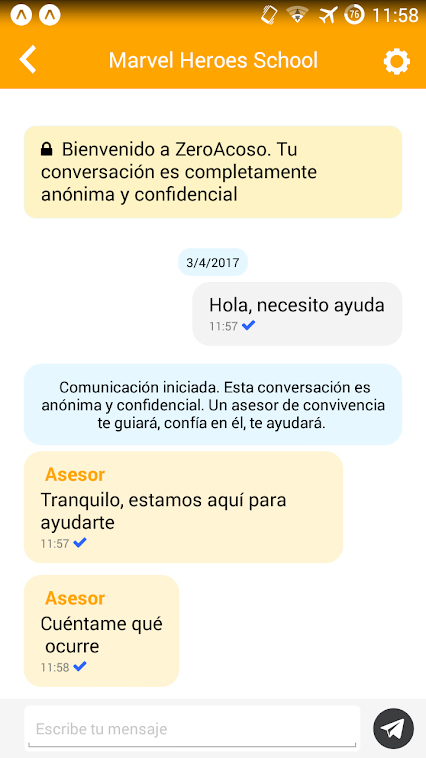 76 11:58
Marvel Heroes School
Bienvenido a ZeroAcoso. Tu
conversación es completamente
anónima y confidencial
3/4/2017
Hola, necesito ayuda
11:57
Comunicación iniciada. Esta conversación es
anónima y confidencial. Un asesor de convivencia
te guiará, confía en él, te ayudará.
Asesor
Tranquilo, estamos aquí para
ayudarte
11:57
Asesor
Cuéntame qué
ocurre
11:58
Escribe tu mensaje